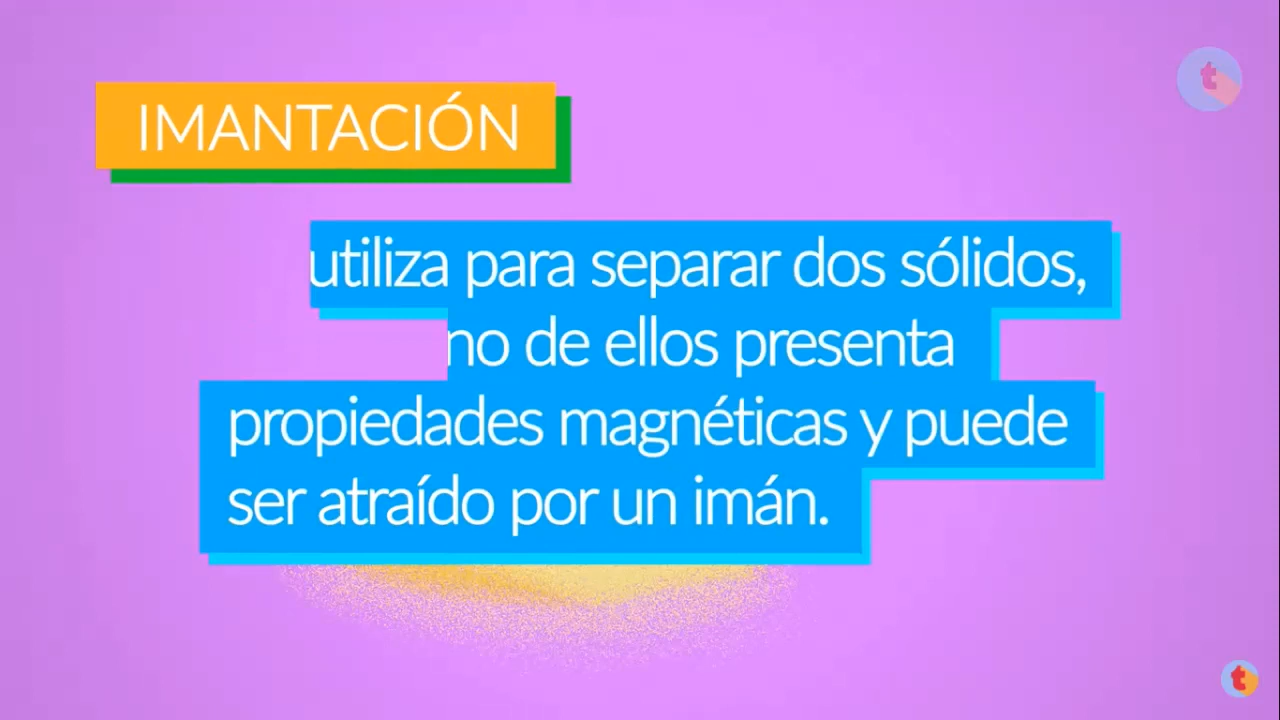 IMANTACIÓN
utiliza para separar dos sólidos,
no de ellos presenta
propiedades magnéticas y puede
ser atraído por un imán.
t
t